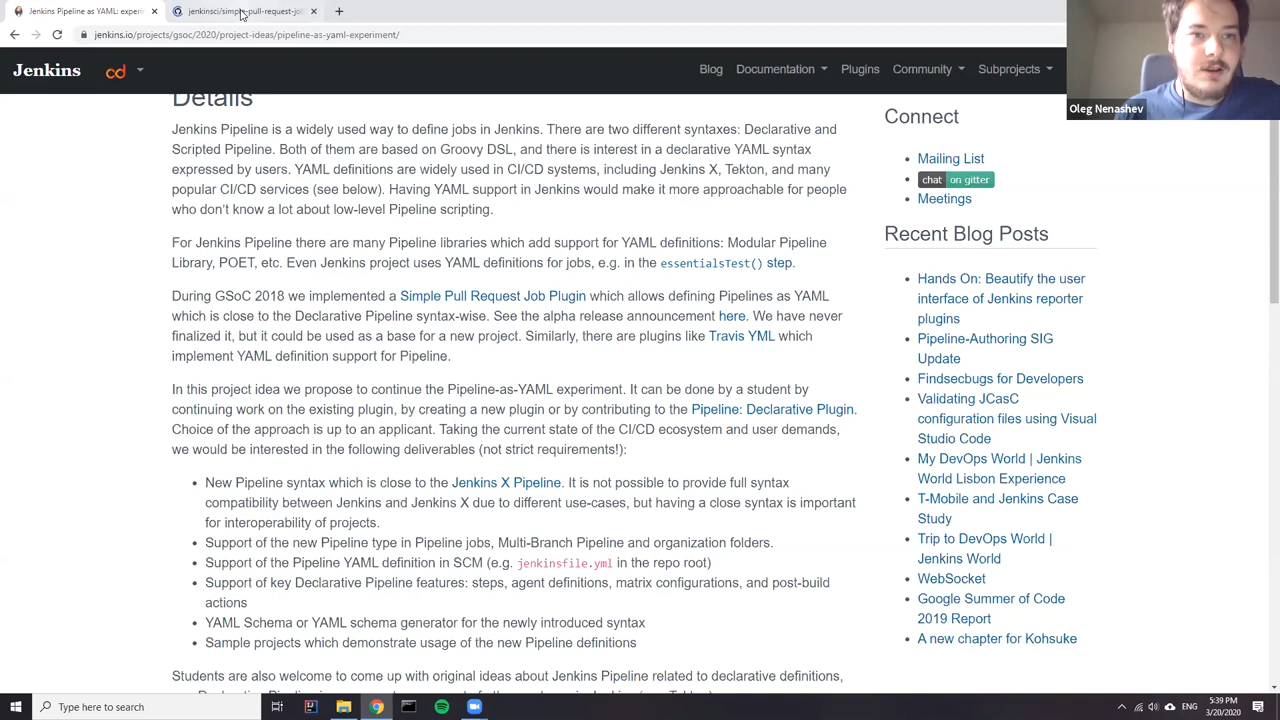 Jenkins Pipeline as YAML: experi
jenkinsci/simple-pull-request-jo
jenkins.io/projects/gsoc/2020/project-ideas/pipeline-as-yaml-experiment/
Jenkins
cd
Blog
Documentation
Plugins
Community
Subprojects
Oleg Nenashev
Details
Jenkins Pipeline is a widely used way to define jobs in Jenkins. There are two different syntaxes: Declarative and
Scripted Pipeline. Both of them are based on Groovy DSL, and there is interest in a declarative YAML syntax
expressed by users. YAML definitions are widely used in CI/CD systems, including Jenkins X, Tekton, and many
popular CI/CD services (see below). Having YAML support in Jenkins would make it more approachable for people
who don't know a lot about low-level Pipeline scripting.
For Jenkins Pipeline there are many Pipeline libraries which add support for YAML definitions: Modular Pipeline
Library, POET, etc. Even Jenkins project uses YAML definitions for jobs, e.g. in the essentialsTest() step.
During GSoC 2018 we implemented a Simple Pull Request Job Plugin which allows defining Pipelines as YAML
which is close to the Declarative Pipeline syntax-wise. See the alpha release announcement here. We have never
finalized it, but it could be used as a base for a new project. Similarly, there are plugins like Travis YML which
implement YAML definition support for Pipeline.
In this project idea we propose to continue the Pipeline-as-YAML experiment. It can be done by a student by
continuing work on the existing plugin, by creating a new plugin or by contributing to the Pipeline: Declarative Plugin.
Choice of the approach is up to an applicant. Taking the current state of the CI/CD ecosystem and user demands,
we would be interested in the following deliverables (not strict requirements!):
• New Pipeline syntax which is close to the Jenkins X Pipeline. It is not possible to provide full syntax
compatibility between Jenkins and Jenkins X due to different use-cases, but having a close syntax is important
for interoperability of projects.
• Support of the new Pipeline type in Pipeline jobs, Multi-Branch Pipeline and organization folders.
• Support of the Pipeline YAML definition in SCM (e.g. jenkinsfile.yml in the repo root)
• Support of key Declarative Pipeline features: steps, agent definitions, matrix configurations, and post-build
actions
• YAML Schema or YAML schema generator for the newly introduced syntax
• Sample projects which demonstrate usage of the new Pipeline definitions
Students are also welcome to come up with original ideas about Jenkins Pipeline related to declarative definitions,
Connect
• Mailing List
• chat on gitter
• Meetings
Recent Blog Posts
• Hands On: Beautify the user
interface of Jenkins reporter
plugins
• Pipeline-Authoring SIG
Update
• Findsecbugs for Developers
• Validating JCasC
configuration files using Visual
Studio Code
• My DevOps World | Jenkins
World Lisbon Experience
• T-Mobile and Jenkins Case
Study
• Trip to DevOps World |
Jenkins World
• WebSocket
• Google Summer of Code
2019 Report
• A new chapter for Kohsuke
Type here to search
ENG
5:39 PM
3/20/2020